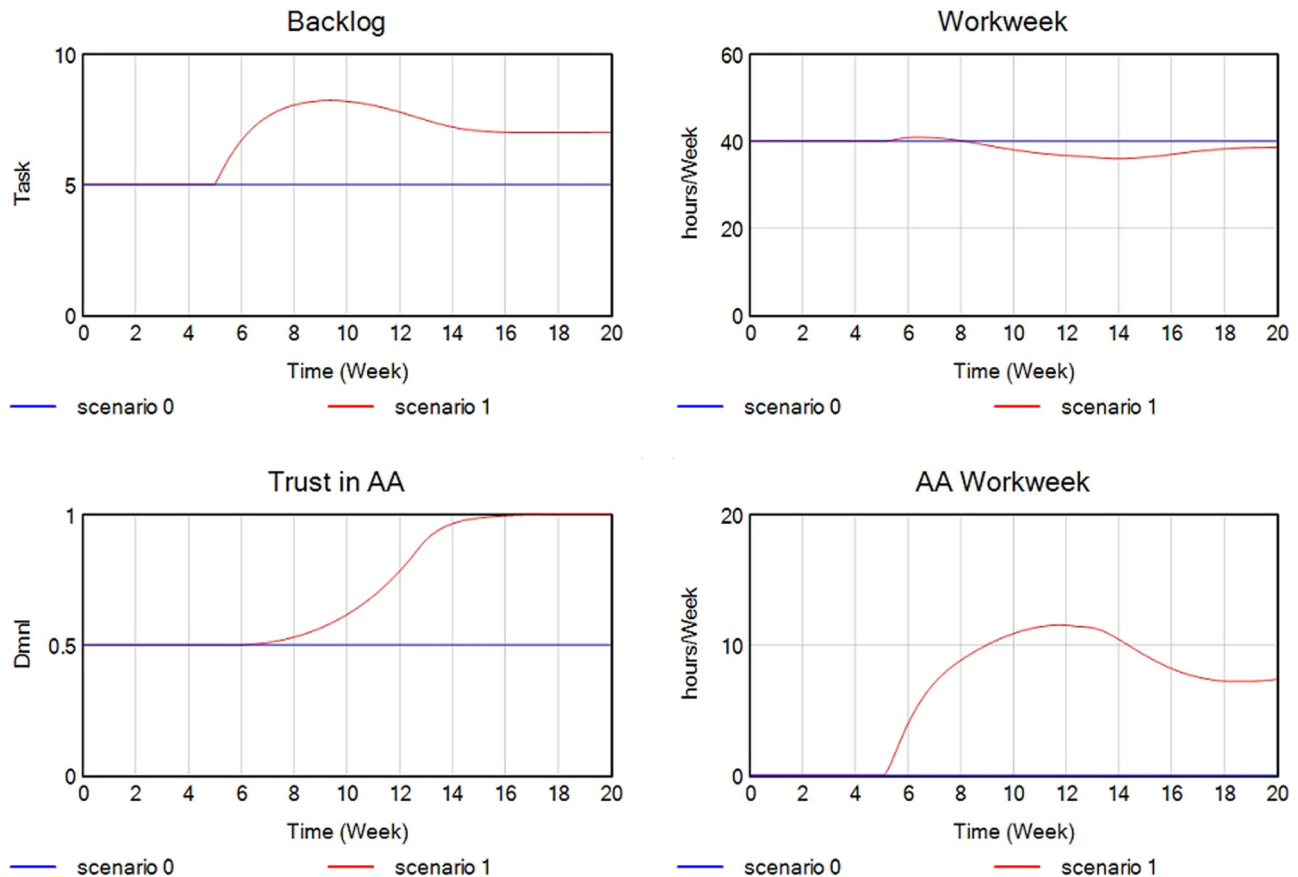 Backlog
10
5
0
Task
0 2 4 6 8 10 12 14 16 18 20
Time (Week)
scenario 0 scenario 1
Workweek
60
40
20
0
hours/Week
0 2 4 6 8 10 12 14 16 18 20
Time (Week)
scenario 0 scenario 1
Trust in AA
1
0.5
0
Dmnl
0 2 4 6 8 10 12 14 16 18 20
Time (Week)
scenario 0 scenario 1
AA Workweek
20
10
0
hours/Week
0 2 4 6 8 10 12 14 16 18 20
Time (Week)
scenario 0 scenario 1